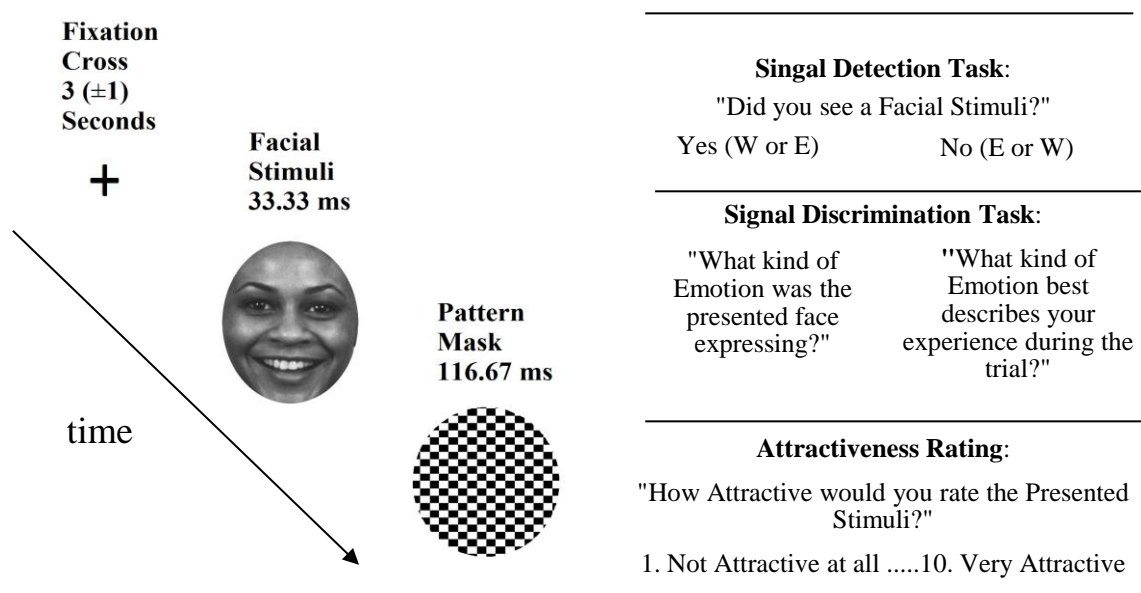 Fixation
Cross
3 (±1)
Seconds
Facial
Stimuli
33.33 ms
Pattern
Mask
116.67 ms
time
Singal Detection Task:
"Did you see a Facial Stimuli?"
Yes (W or E)
No (E or W)
Signal Discrimination Task:
"What kind of
Emotion was the
presented face
expressing?"
"What kind of
Emotion best
describes your
experience during the
trial?"
Attractiveness Rating:
"How Attractive would you rate the Presented
Stimuli?"
1. Not Attractive at all .....10. Very Attractive